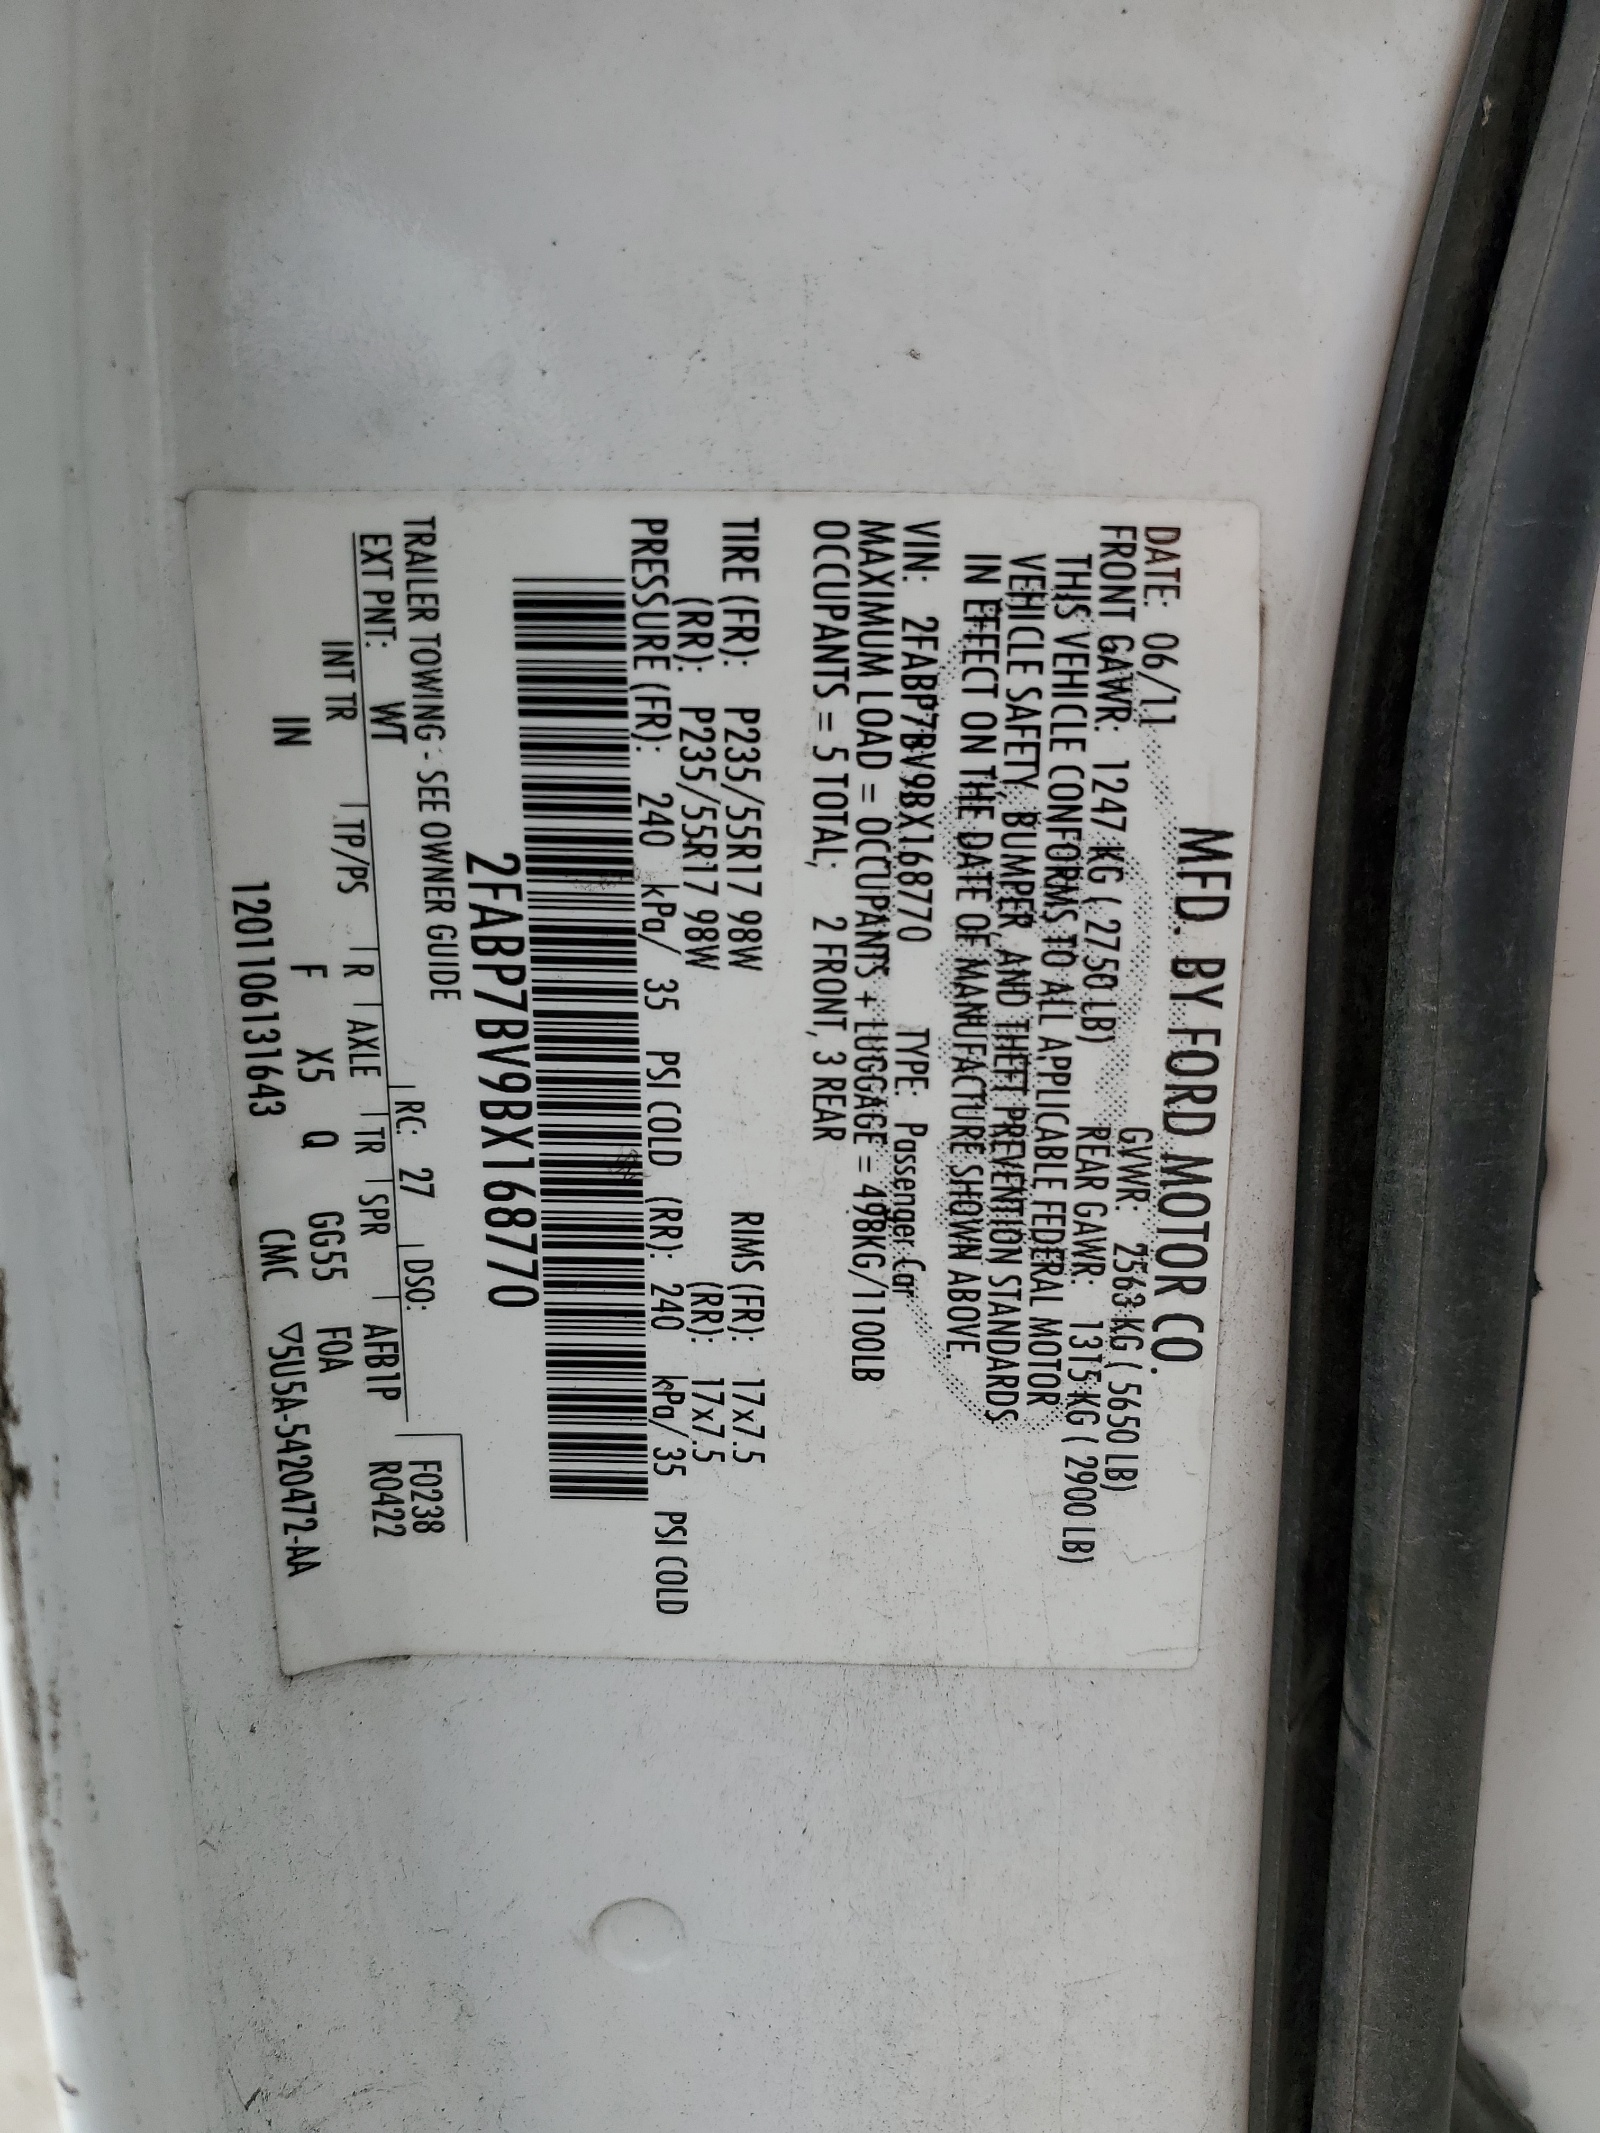 MFD. BY FORD MOTOR CO.
DATE: 06/11 GVWR: 2563 KG ( 5650 LB)
FRONT GAWR: 1247 KG ( 2750 LB) REAR GAWR: 1315 KG ( 2900 LB)
THIS VEHICLE CONFORMS TO ALL APPLICABLE FEDERAL MOTOR
VEHICLE SAFETY, BUMPER, AND THEFT PREVENTION STANDARDS
IN EFFECT ON THE DATE OF MANUFACTURE SHOWN ABOVE.
VIN: 2FABP7BV9BX168770 TYPE: Passenger Car
MAXIMUM LOAD = OCCUPANTS + LUGGAGE = 498KG/1100LB
OCCUPANTS = 5 TOTAL; 2 FRONT, 3 REAR
TIRE (FR): P235/55R17 98W RIMS (FR): 17x7.5
(RR): P235/55R17 98W (RR): 17x7.5
PRESSURE (FR): 240 kPa/ 35 PSI COLD (RR): 240 kPa/ 35 PSI COLD
2FABP7BV9BX168770
TRAILER TOWING - SEE OWNER GUIDE F0238
EXT PNT: WT RC: 27 DSO: R0422
INT TR TP/PS R AXLE TR SPR AFB1P
IN F X5 Q GG55 FOA
12011061316​43 CMC ▽5U5A-5420472-AA